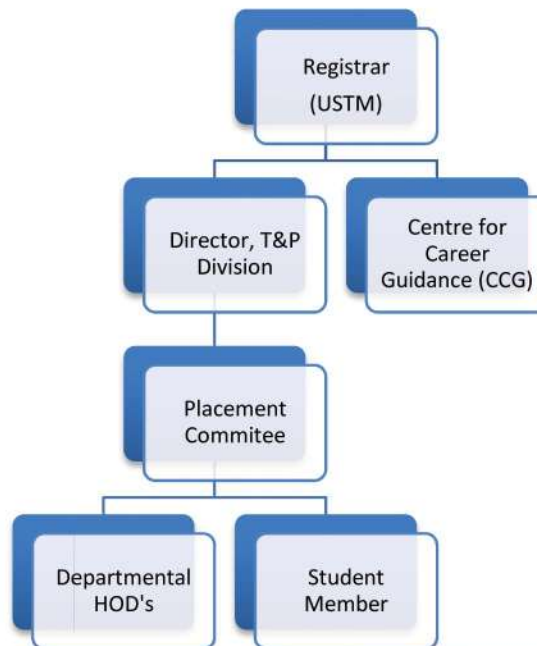 Registrar
(USTM)
Director, T&P
Division
Centre for
Career
Guidance (CCG)
Placement
Commitee
Departmental
HOD's
Student
Member